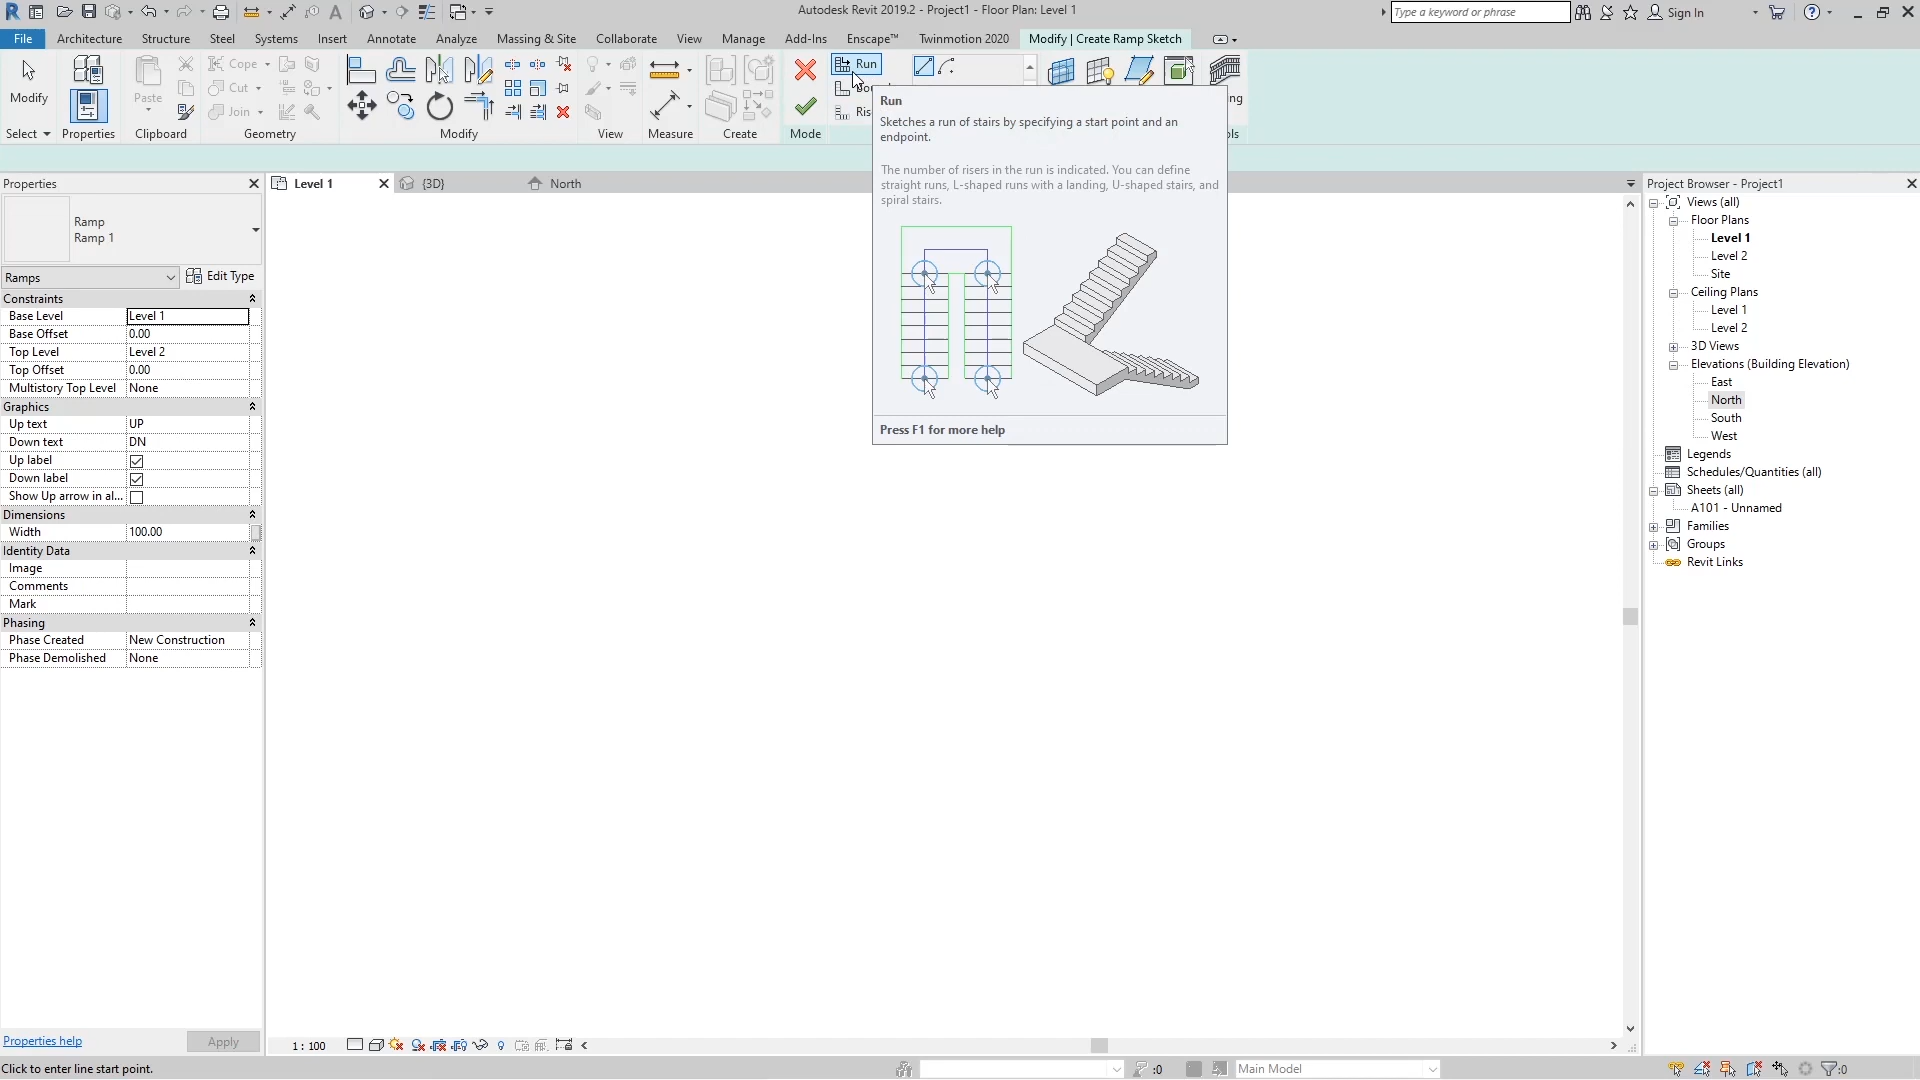 Autodesk Revit 2019.2 - Project1 - Floor Plan: Level 1
Type a keyword or phrase
Sign In
File Architecture Structure Steel Systems Insert Annotate Analyze Massing & Site Collaborate View Manage Add-Ins Enscape™ Twinmotion 2020 Modify | Create Ramp Sketch
Modify
Paste
Cope
Cut
Join
Run
Select Properties Clipboard Geometry Modify View Measure Create Mode
Run
Sketches a run of stairs by specifying a start point and an
endpoint.
The number of risers in the run is indicated. You can define
straight runs, L-shaped runs with a landing, U-shaped stairs, and
spiral stairs.
Press F1 for more help
Properties
Ramp
Ramp 1
Ramps
Edit Type
Constraints
Base Level Level 1
Base Offset 0.00
Top Level Level 2
Top Offset 0.00
Multistory Top Level None
Graphics
Up text UP
Down text DN
Up label
Down label
Show Up arrow in al...
Dimensions
Width 100.00
Identity Data
Image
Comments
Mark
Phasing
Phase Created New Construction
Phase Demolished None
Properties help
Apply
Level 1
{3D}
North
Project Browser - Project1
Views (all)
Floor Plans
Level 1
Level 2
Site
Ceiling Plans
Level 1
Level 2
3D Views
Elevations (Building Elevation)
East
North
South
West
Legends
Schedules/Quantities (all)
Sheets (all)
A101 - Unnamed
Families
Groups
Revit Links
1 : 100
Click to enter line start point.
:0
Main Model
:0